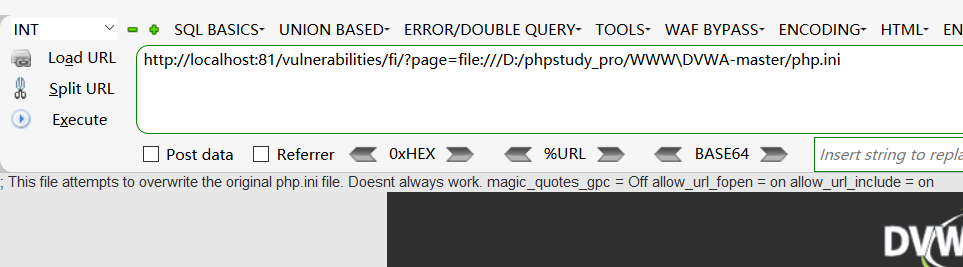 INT SQL BASICS UNION BASED ERROR/DOUBLE QUERY TOOLS WAF BYPASS ENCODING HTML EN
Load URL http://localhost:81/vulnerabilities/fi/?page=file:///D:/phpstudy_pro/WWW\DVWA-master/php.ini
Split URL
Execute
Post data Referrer 0xHEX %URL BASE64 Insert string to repla
; This file attempts to overwrite the original php.ini file. Doesnt always work. magic_quotes_gpc = Off allow_url_fopen = on allow_url_include = on
DVW